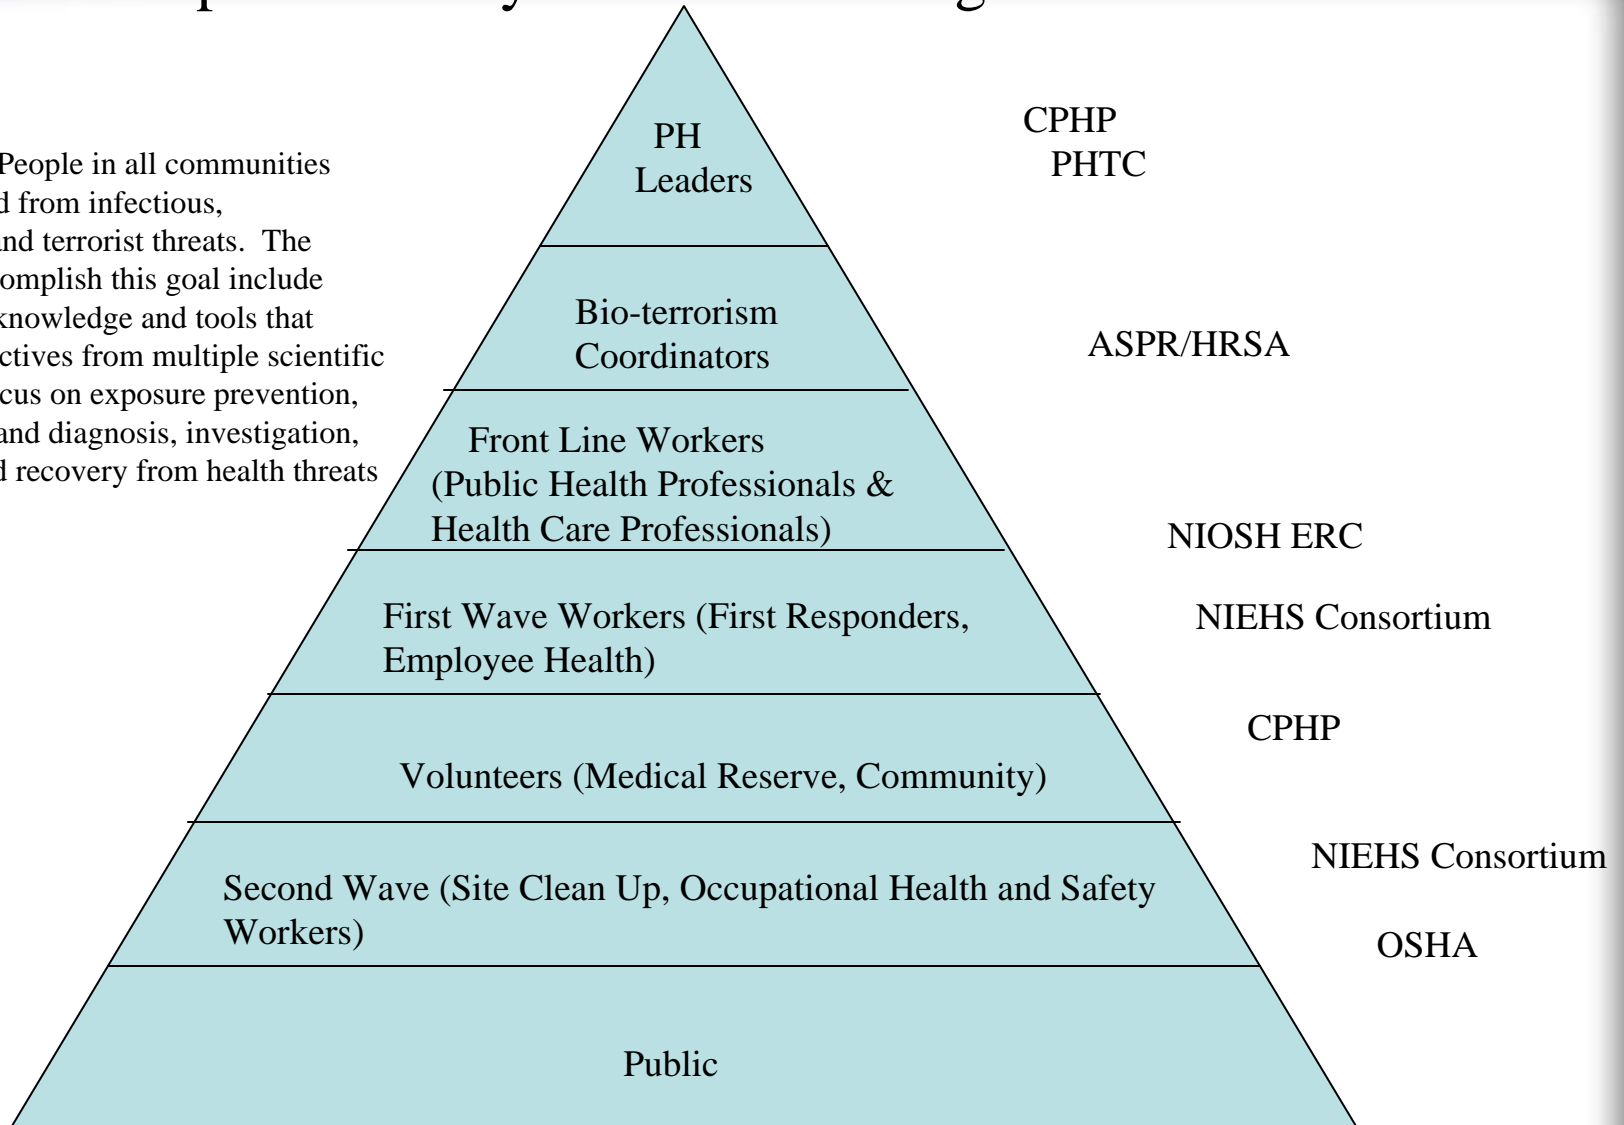 People in all communities
from infectious,
terrorist threats. The
this goal include
knowledge and tools that
from multiple scientific
on exposure prevention,
and diagnosis, investigation,
recovery from health threats
PH
Leaders
Bio-terrorism
Coordinators
Front Line Workers
(Public Health Professionals &
Health Care Professionals)
First Wave Workers (First Responders,
Employee Health)
Volunteers (Medical Reserve, Community)
Second Wave (Site Clean Up, Occupational Health and Safety
Workers)
Public
CPHP
PHTC
ASPR/HRSA
NIOSH ERC
NIEHS Consortium
CPHP
NIEHS Consortium
OSHA